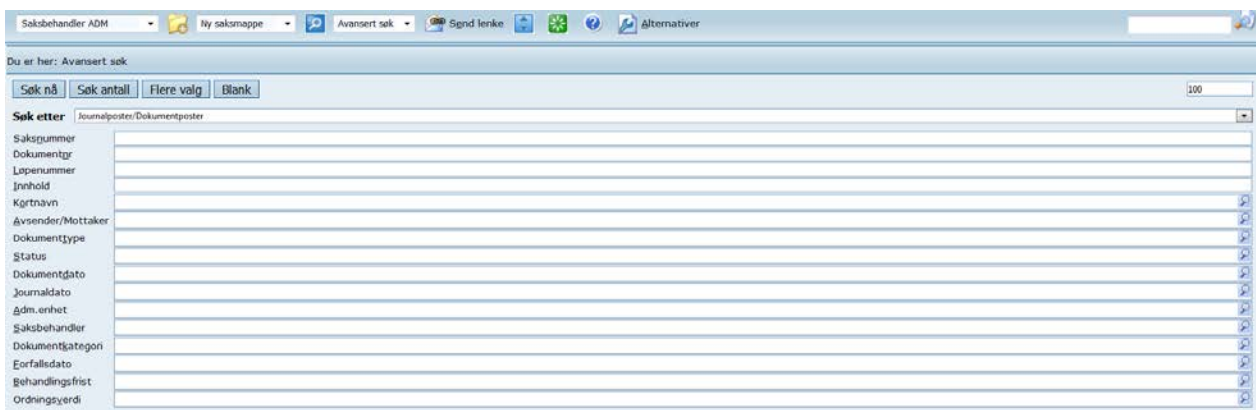 Saksbehandler ADM Ny saksmappe Avansert søk Send lenke Alternativer
Du er her: Avansert søk
Søk nå Søk antall Flere valg Blank 100
Søk etter Journalposter/Dokumentposter
Saksnummer
Dokumentnr
Løpenummer
Innhold
Kortnavn
Avsender/Mottaker
Dokumenttype
Status
Dokumentdato
Journaldato
Adm.enhet
Saksbehandler
Dokumentkategori
Forfallsdato
Behandlingsfrist
Ordningsverdi